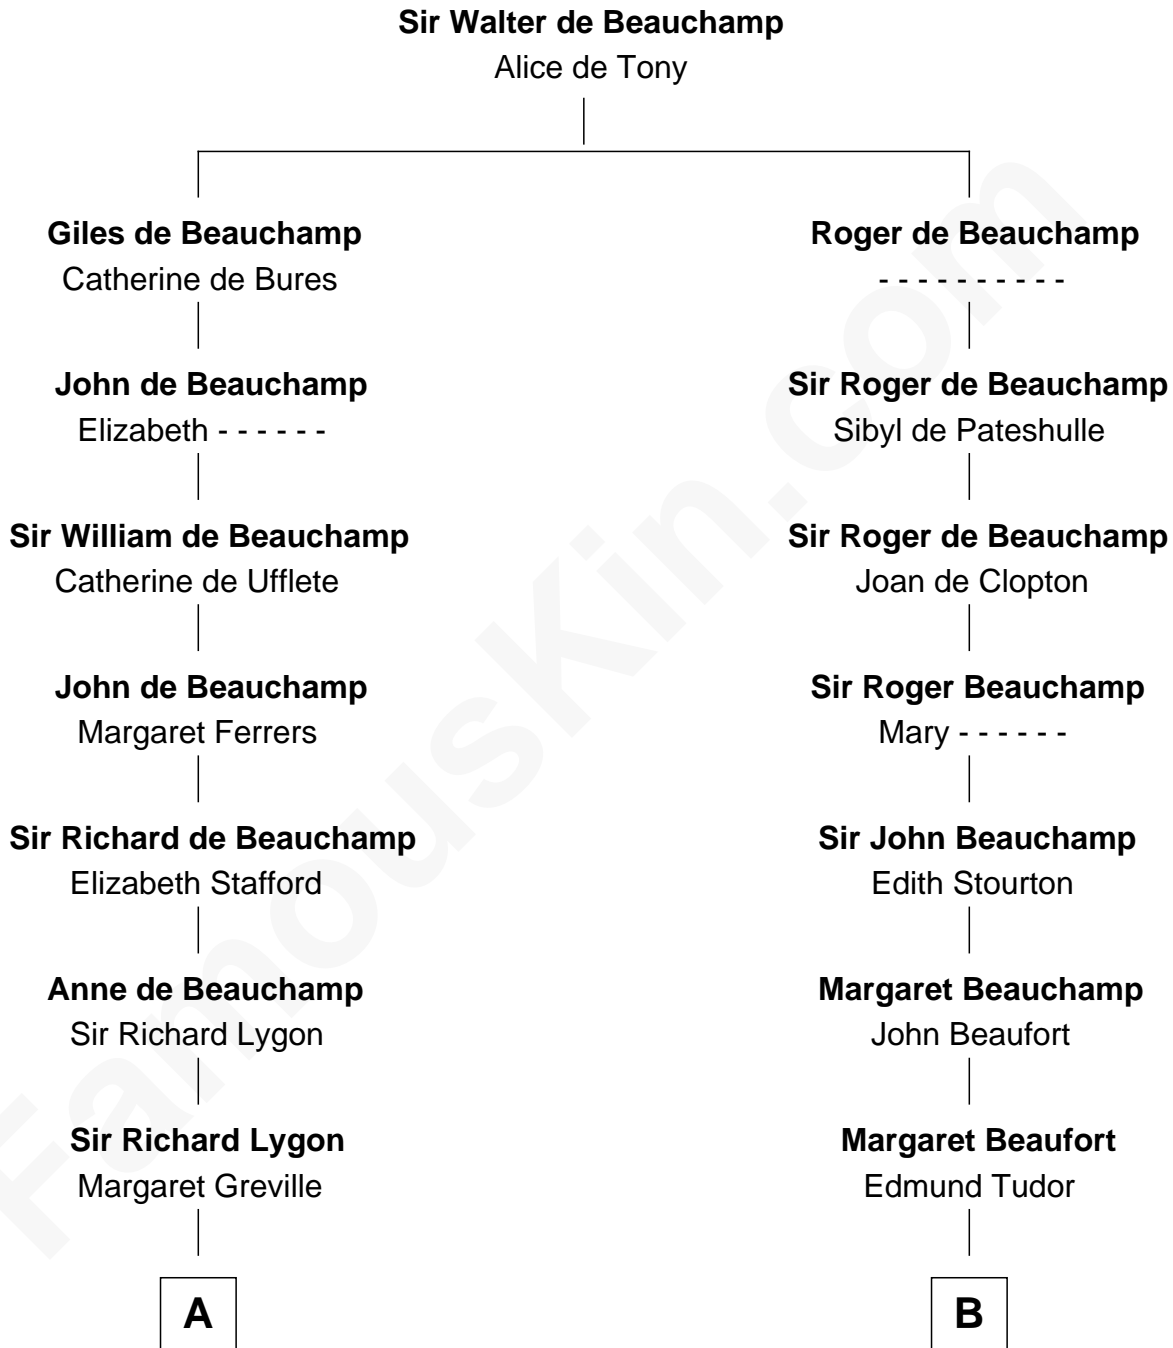 Sir Walter de Beauchamp
Alice de Tony
Giles de Beauchamp
Catherine de Bures
John de Beauchamp
Elizabeth - - - - - -
Sir William de Beauchamp
Catherine de Ufflete
John de Beauchamp
Margaret Ferrers
Sir Richard de Beauchamp
Elizabeth Stafford
Anne de Beauchamp
Sir Richard Lygon
Sir Richard Lygon
Margaret Greville
A
Roger de Beauchamp
- - - - - - - - - -
Sir Roger de Beauchamp
Sibyl de Pateshulle
Sir Roger de Beauchamp
Joan de Clopton
Sir Roger Beauchamp
Mary - - - - - -
Sir John Beauchamp
Edith Stourton
Margaret Beauchamp
John Beaufort
Margaret Beaufort
Edmund Tudor
B
FamousKin.com